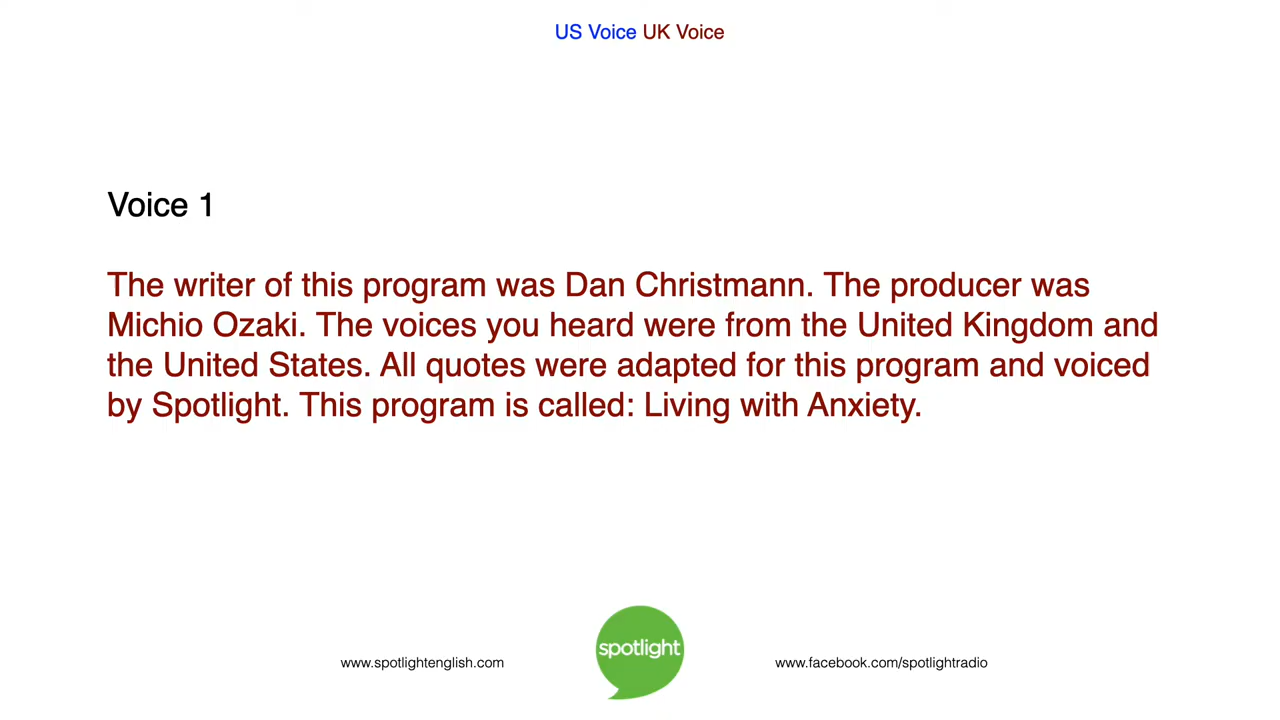 US Voice UK Voice
Voice 1
The writer of this program was Dan Christmann. The producer was
Michio Ozaki. The voices you heard were from the United Kingdom and
the United States. All quotes were adapted for this program and voiced
by Spotlight. This program is called: Living with Anxiety.
www.spotlightenglish.com
spotlight
www.facebook.com/spotlightradio